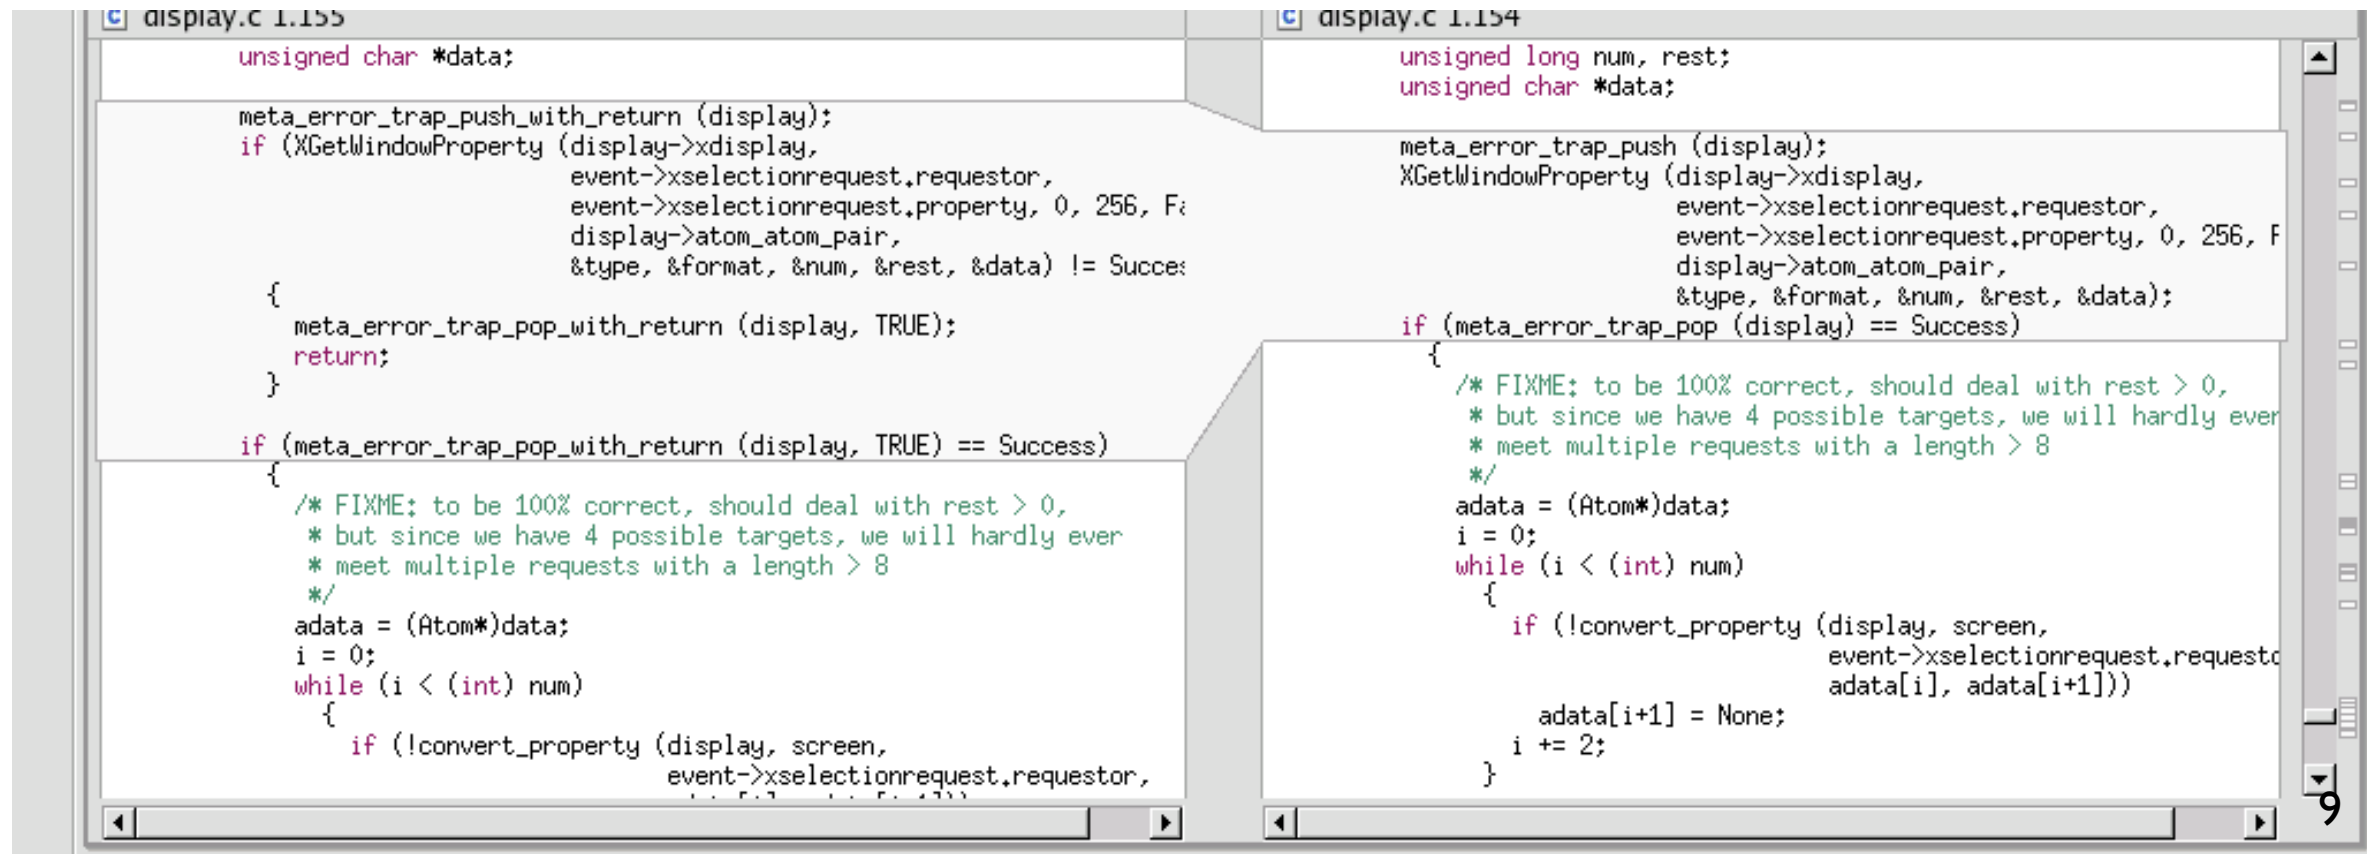 display.c 1.155
unsigned char *data;
meta_error_trap_push_with_return (display);
if (XGetWindowProperty (display->xdisplay,
event->xselectionrequest.requestor,
event->xselectionrequest.property, 0, 256, Fa
display->atom_atom_pair,
&type, &format, &num, &rest, &data) != Succes
{
meta_error_trap_pop_with_return (display, TRUE);
return;
}
if (meta_error_trap_pop_with_return (display, TRUE) == Success)
{
/* FIXME: to be 100% correct, should deal with rest > 0,
* but since we have 4 possible targets, we will hardly ever
* meet multiple requests with a length > 8
*/
adata = (Atom*)data;
i = 0;
while (i < (int) num)
{
if (!convert_property (display, screen,
event->xselectionrequest.requestor,
display.c 1.154
unsigned long num, rest;
unsigned char *data;
meta_error_trap_push (display);
XGetWindowProperty (display->xdisplay,
event->xselectionrequest.requestor,
event->xselectionrequest.property, 0, 256, F
display->atom_atom_pair,
&type, &format, &num, &rest, &data);
if (meta_error_trap_pop (display) == Success)
{
/* FIXME: to be 100% correct, should deal with rest > 0,
* but since we have 4 possible targets, we will hardly ever
* meet multiple requests with a length > 8
*/
adata = (Atom*)data;
i = 0;
while (i < (int) num)
{
if (!convert_property (display, screen,
event->xselectionrequest.requesto
adata[i], adata[i+1]))
adata[i+1] = None;
i += 2;
}
9